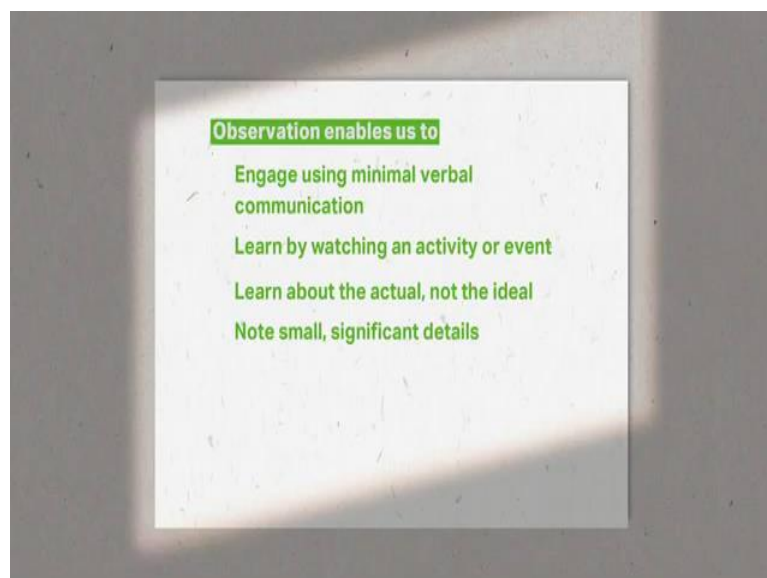 Observation enables us to
Engage using minimal verbal
communication
Learn by watching an activity or event
Learn about the actual, not the ideal
Note small, significant details